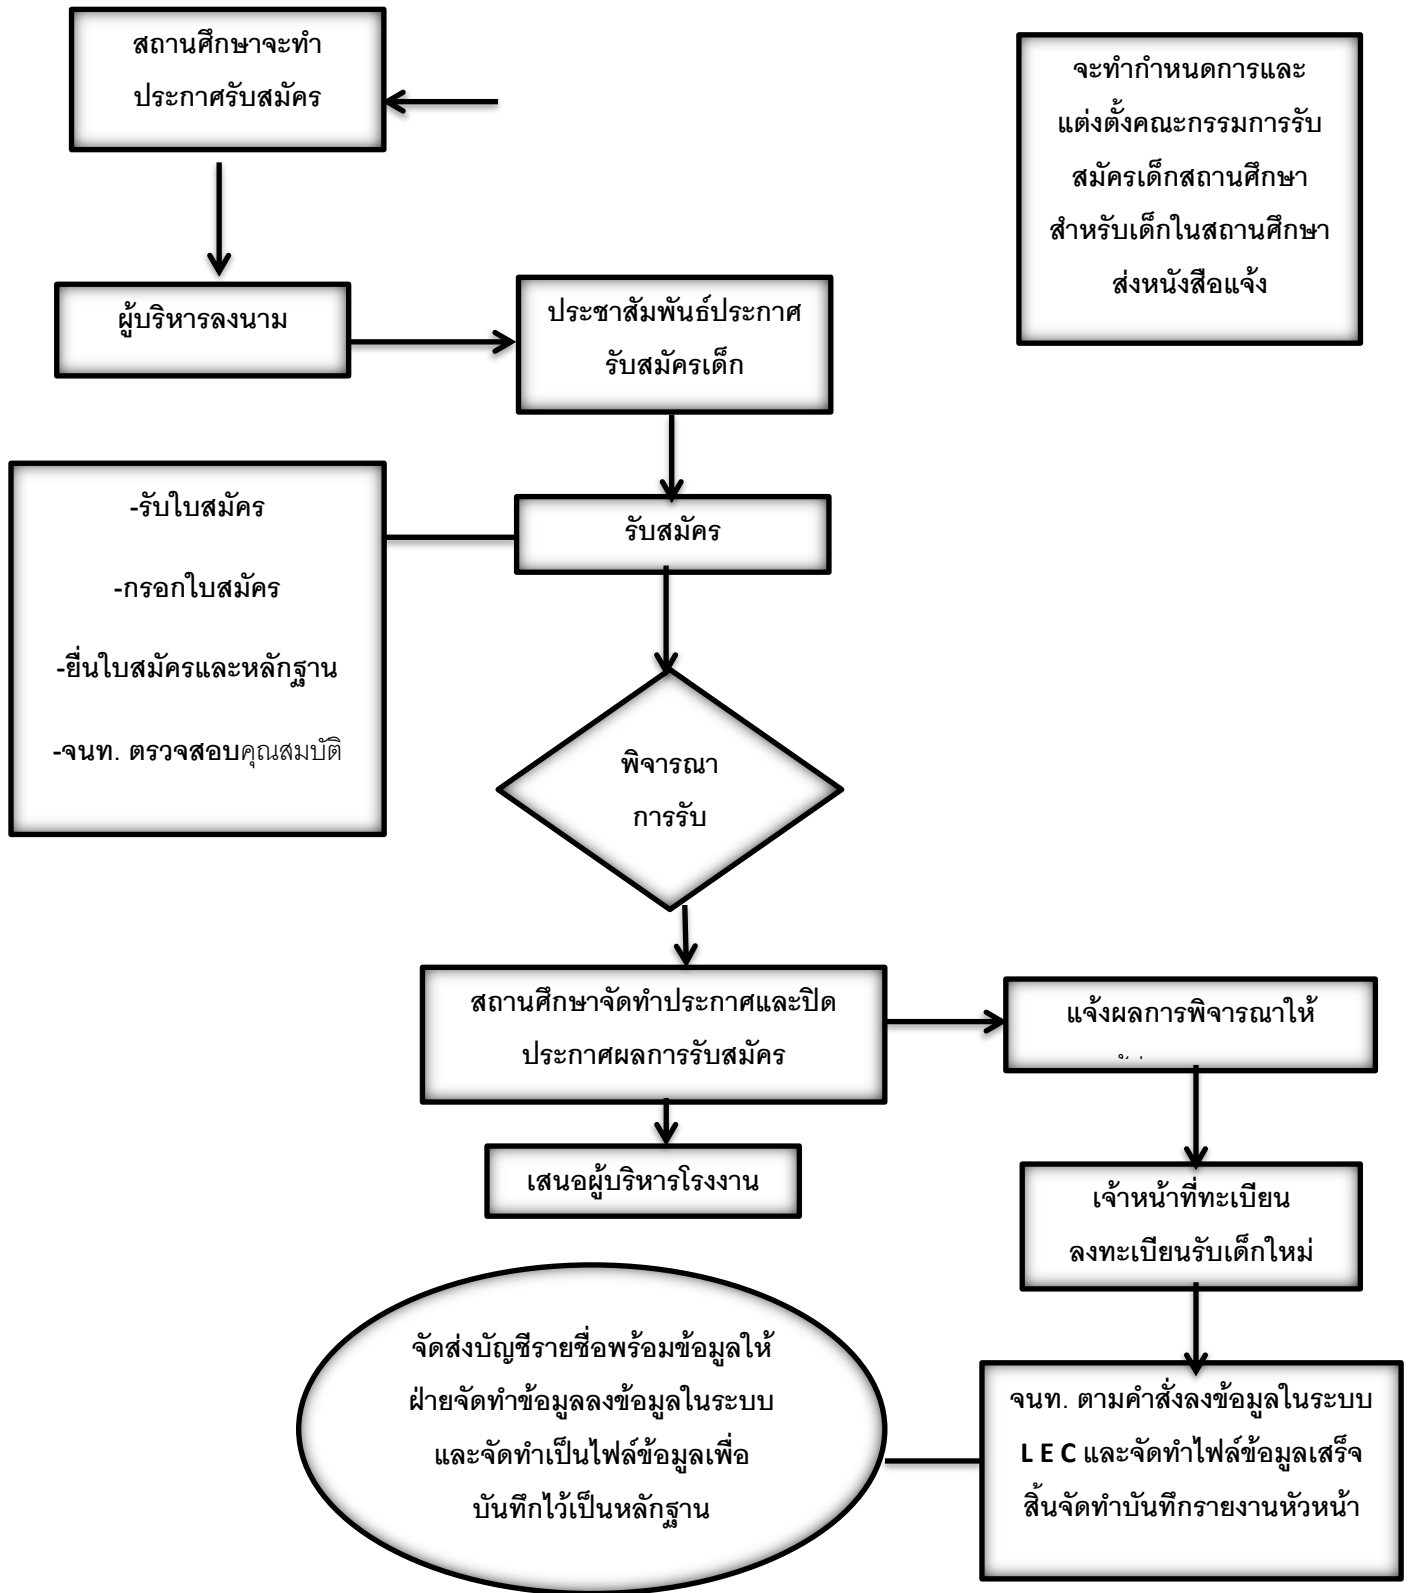 สถานศึกษาจะทำ
ประกาศรับสมัคร
จะทำกำหนดการและ
แต่งตั้งคณะกรรมการรับ
สมัครเด็กสถานศึกษา
สำหรับเด็กในสถานศึกษา
ส่งหนังสือแจ้ง
ผู้บริหารลงนาม
ประชาสัมพันธ์ประกาศ
รับสมัครเด็ก
-รับใบสมัคร
-กรอกใบสมัคร
-ยื่นใบสมัครและหลักฐาน
-จนท. ตรวจสอบคุณสมบัติ
รับสมัคร
พิจารณา
การรับ
สถานศึกษาจัดทำประกาศและปิด
ประกาศผลการรับสมัคร
แจ้งผลการพิจารณาให้
เสนอผู้บริหารโรงงาน
เจ้าหน้าที่ทะเบียน
ลงทะเบียนรับเด็กใหม่
จัดส่งบัญชีรายชื่อพร้อมข้อมูลให้
ฝ่ายจัดทำข้อมูลลงข้อมูลในระบบ
และจัดทำเป็นไฟล์ข้อมูลเพื่อ
บันทึกไว้เป็นหลักฐาน
จนท. ตามคำสั่งลงข้อมูลในระบบ
L E C และจัดทำไฟล์ข้อมูลเสร็จ
สิ้นจัดทำบันทึกรายงานหัวหน้า